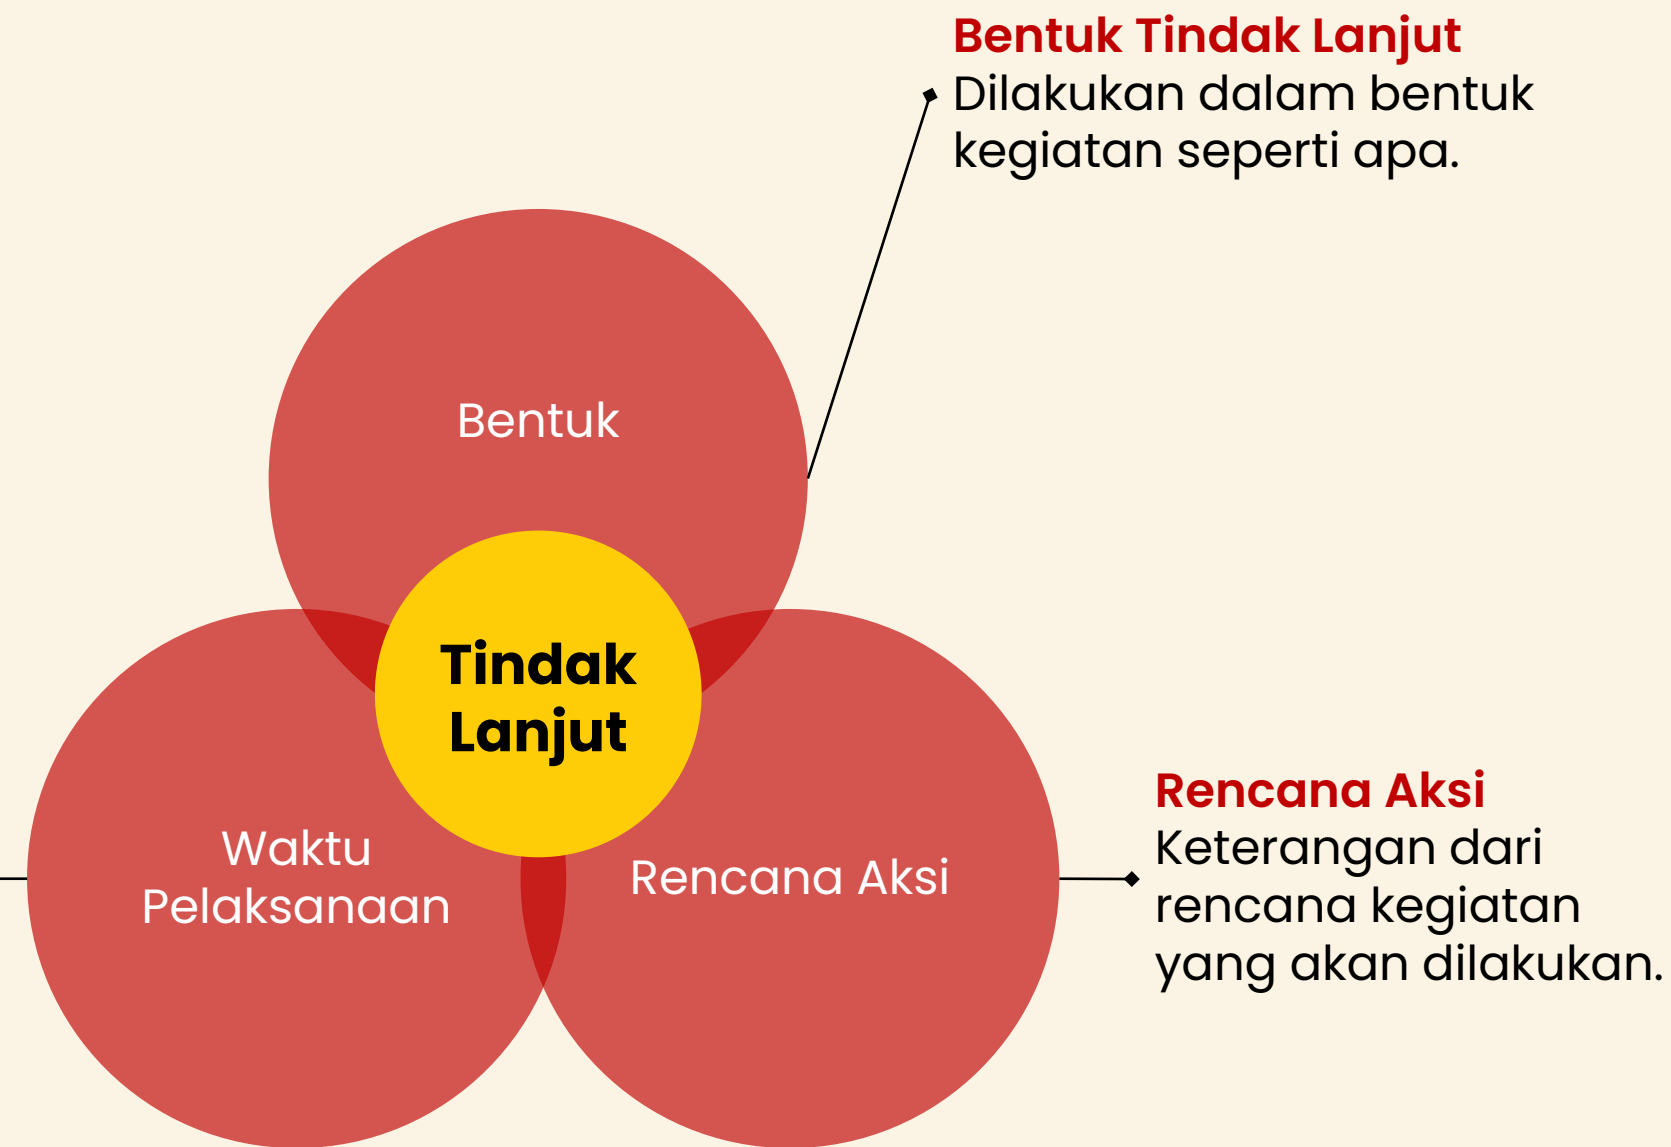 Bentuk Tindak Lanjut
Dilakukan dalam bentuk
kegiatan seperti apa.
Bentuk
Tindak
Lanjut
Waktu
Pelaksanaan
Rencana Aksi
Rencana Aksi
Keterangan dari
rencana kegiatan
yang akan dilakukan.